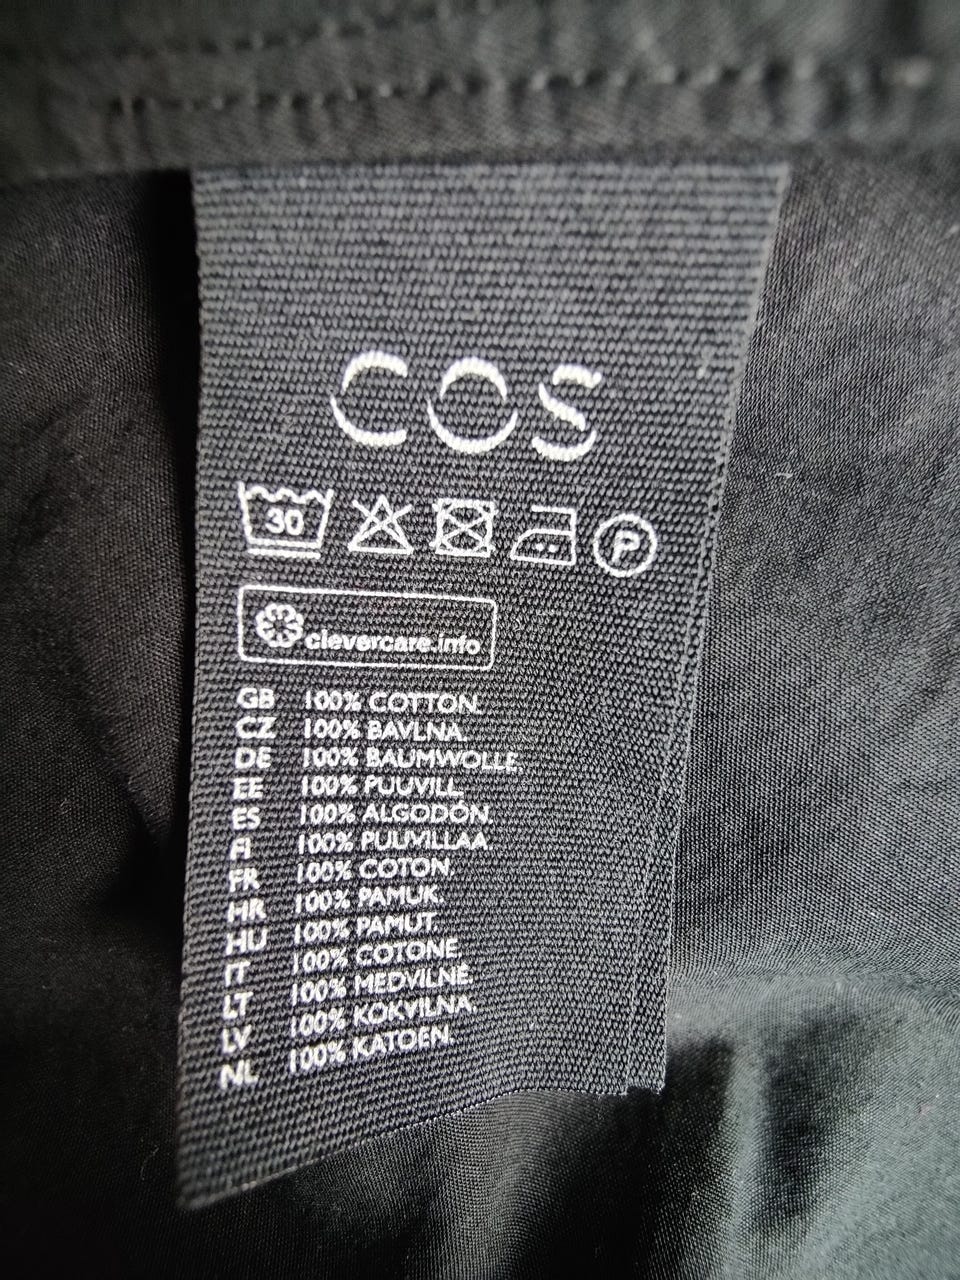 COS
30 P
clevercare.info
GB 100% COTTON.
CZ 100% BAVLNA.
DE 100% BAUMWOLLE.
EE 100% PUUVILL.
ES 100% ALGODÓN.
FI 100% PUUVILLAA.
FR 100% COTON.
HR 100% PAMUK.
HU 100% PAMUT.
IT 100% COTONE.
LT 100% MEDVILNĖ.
LV 100% KOKVILNA.
NL 100% KATOEN.